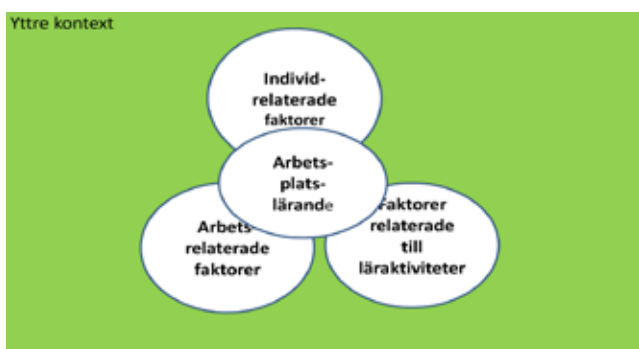 Yttre kontext
Individ-
relaterade
faktorer
Arbets-
plats-
lärande
Arbets-
relaterade
faktorer
Faktorer
relaterade
till
läraktiviteter